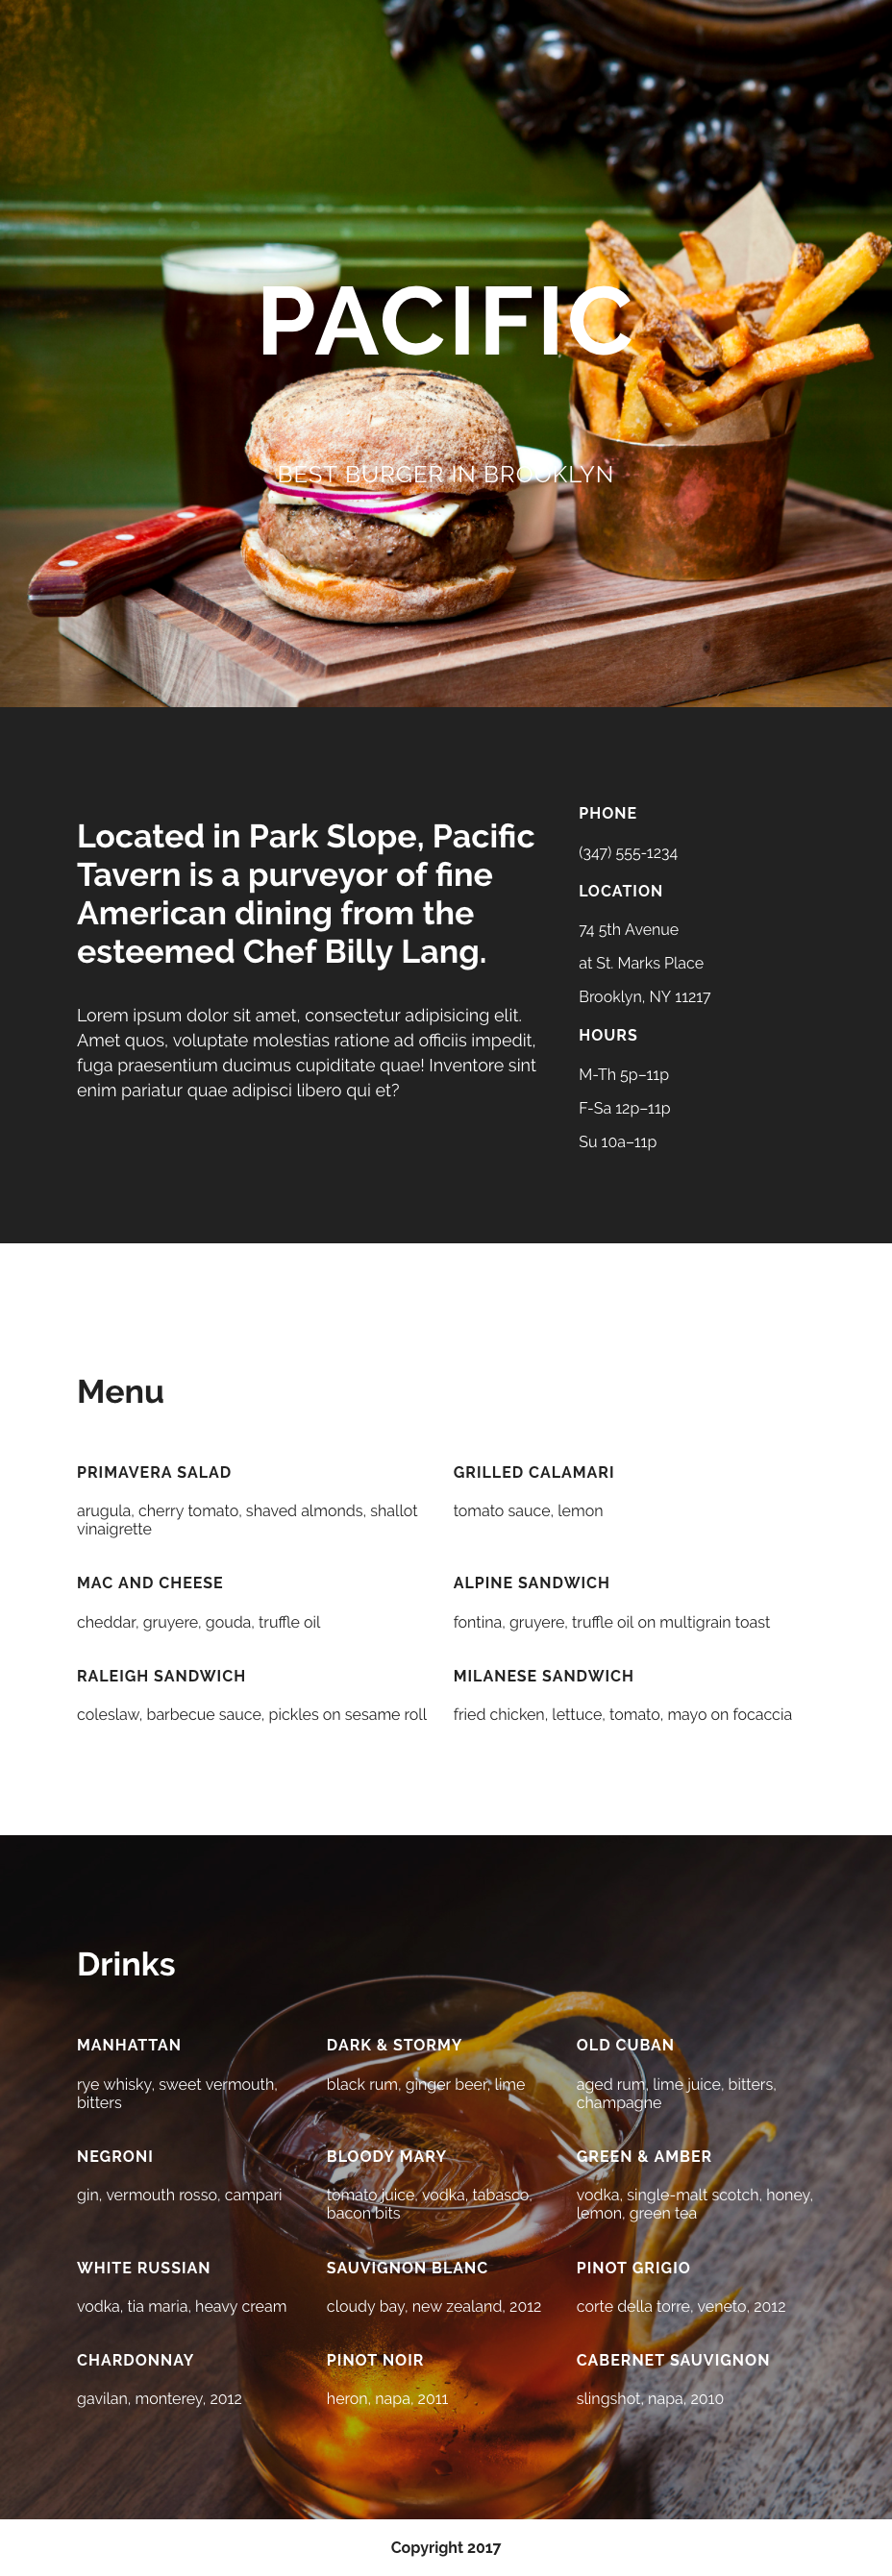 PACIFIC
BEST BURGER IN BROOKLYN
Located in Park Slope, Pacific
Tavern is a purveyor of fine
American dining from the
esteemed Chef Billy Lang.
Lorem ipsum dolor sit amet, consectetur adipisicing elit.
Amet quos, voluptate molestias ratione ad officiis impedit,
fuga praesentium ducimus cupiditate quae! Inventore sint
enim pariatur quae adipisci libero qui et?
PHONE
(347) 555-1234
LOCATION
74 5th Avenue
at St. Marks Place
Brooklyn, NY 11217
HOURS
M-Th 5p–11p
F-Sa 12p–11p
Su 10a–11p
Menu
PRIMAVERA SALAD
arugula, cherry tomato, shaved almonds, shallot
vinaigrette
GRILLED CALAMARI
tomato sauce, lemon
MAC AND CHEESE
cheddar, gruyere, gouda, truffle oil
ALPINE SANDWICH
fontina, gruyere, truffle oil on multigrain toast
RALEIGH SANDWICH
coleslaw, barbecue sauce, pickles on sesame roll
MILANESE SANDWICH
fried chicken, lettuce, tomato, mayo on focaccia
Drinks
MANHATTAN
rye whisky, sweet vermouth,
bitters
DARK & STORMY
black rum, ginger beer, lime
OLD CUBAN
aged rum, lime juice, bitters,
champagne
NEGRONI
gin, vermouth rosso, campari
BLOODY MARY
tomato juice, vodka, tabasco,
bacon bits
GREEN & AMBER
vodka, single-malt scotch, honey,
lemon, green tea
WHITE RUSSIAN
vodka, tia maria, heavy cream
SAUVIGNON BLANC
cloudy bay, new zealand, 2012
PINOT GRIGIO
corte della torre, veneto, 2012
CHARDONNAY
gavilan, monterey, 2012
PINOT NOIR
heron, napa, 2011
CABERNET SAUVIGNON
slingshot, napa, 2010
Copyright 2017